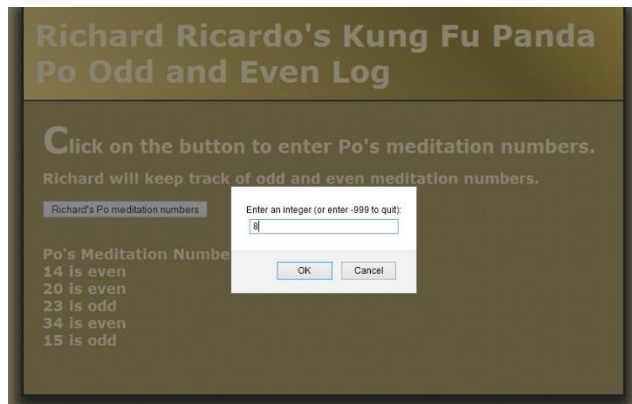 Richard Ricardo's Kung Fu Panda
Po Odd and Even Log
Click on the button to enter Po's meditation numbers.
Richard will keep track of odd and even meditation numbers.
Richard's Po meditation numbers
Enter an integer (or enter -999 to quit):
8
OK Cancel
Po's Meditation Numbe
14 is even
20 is even
23 is odd
34 is even
15 is odd